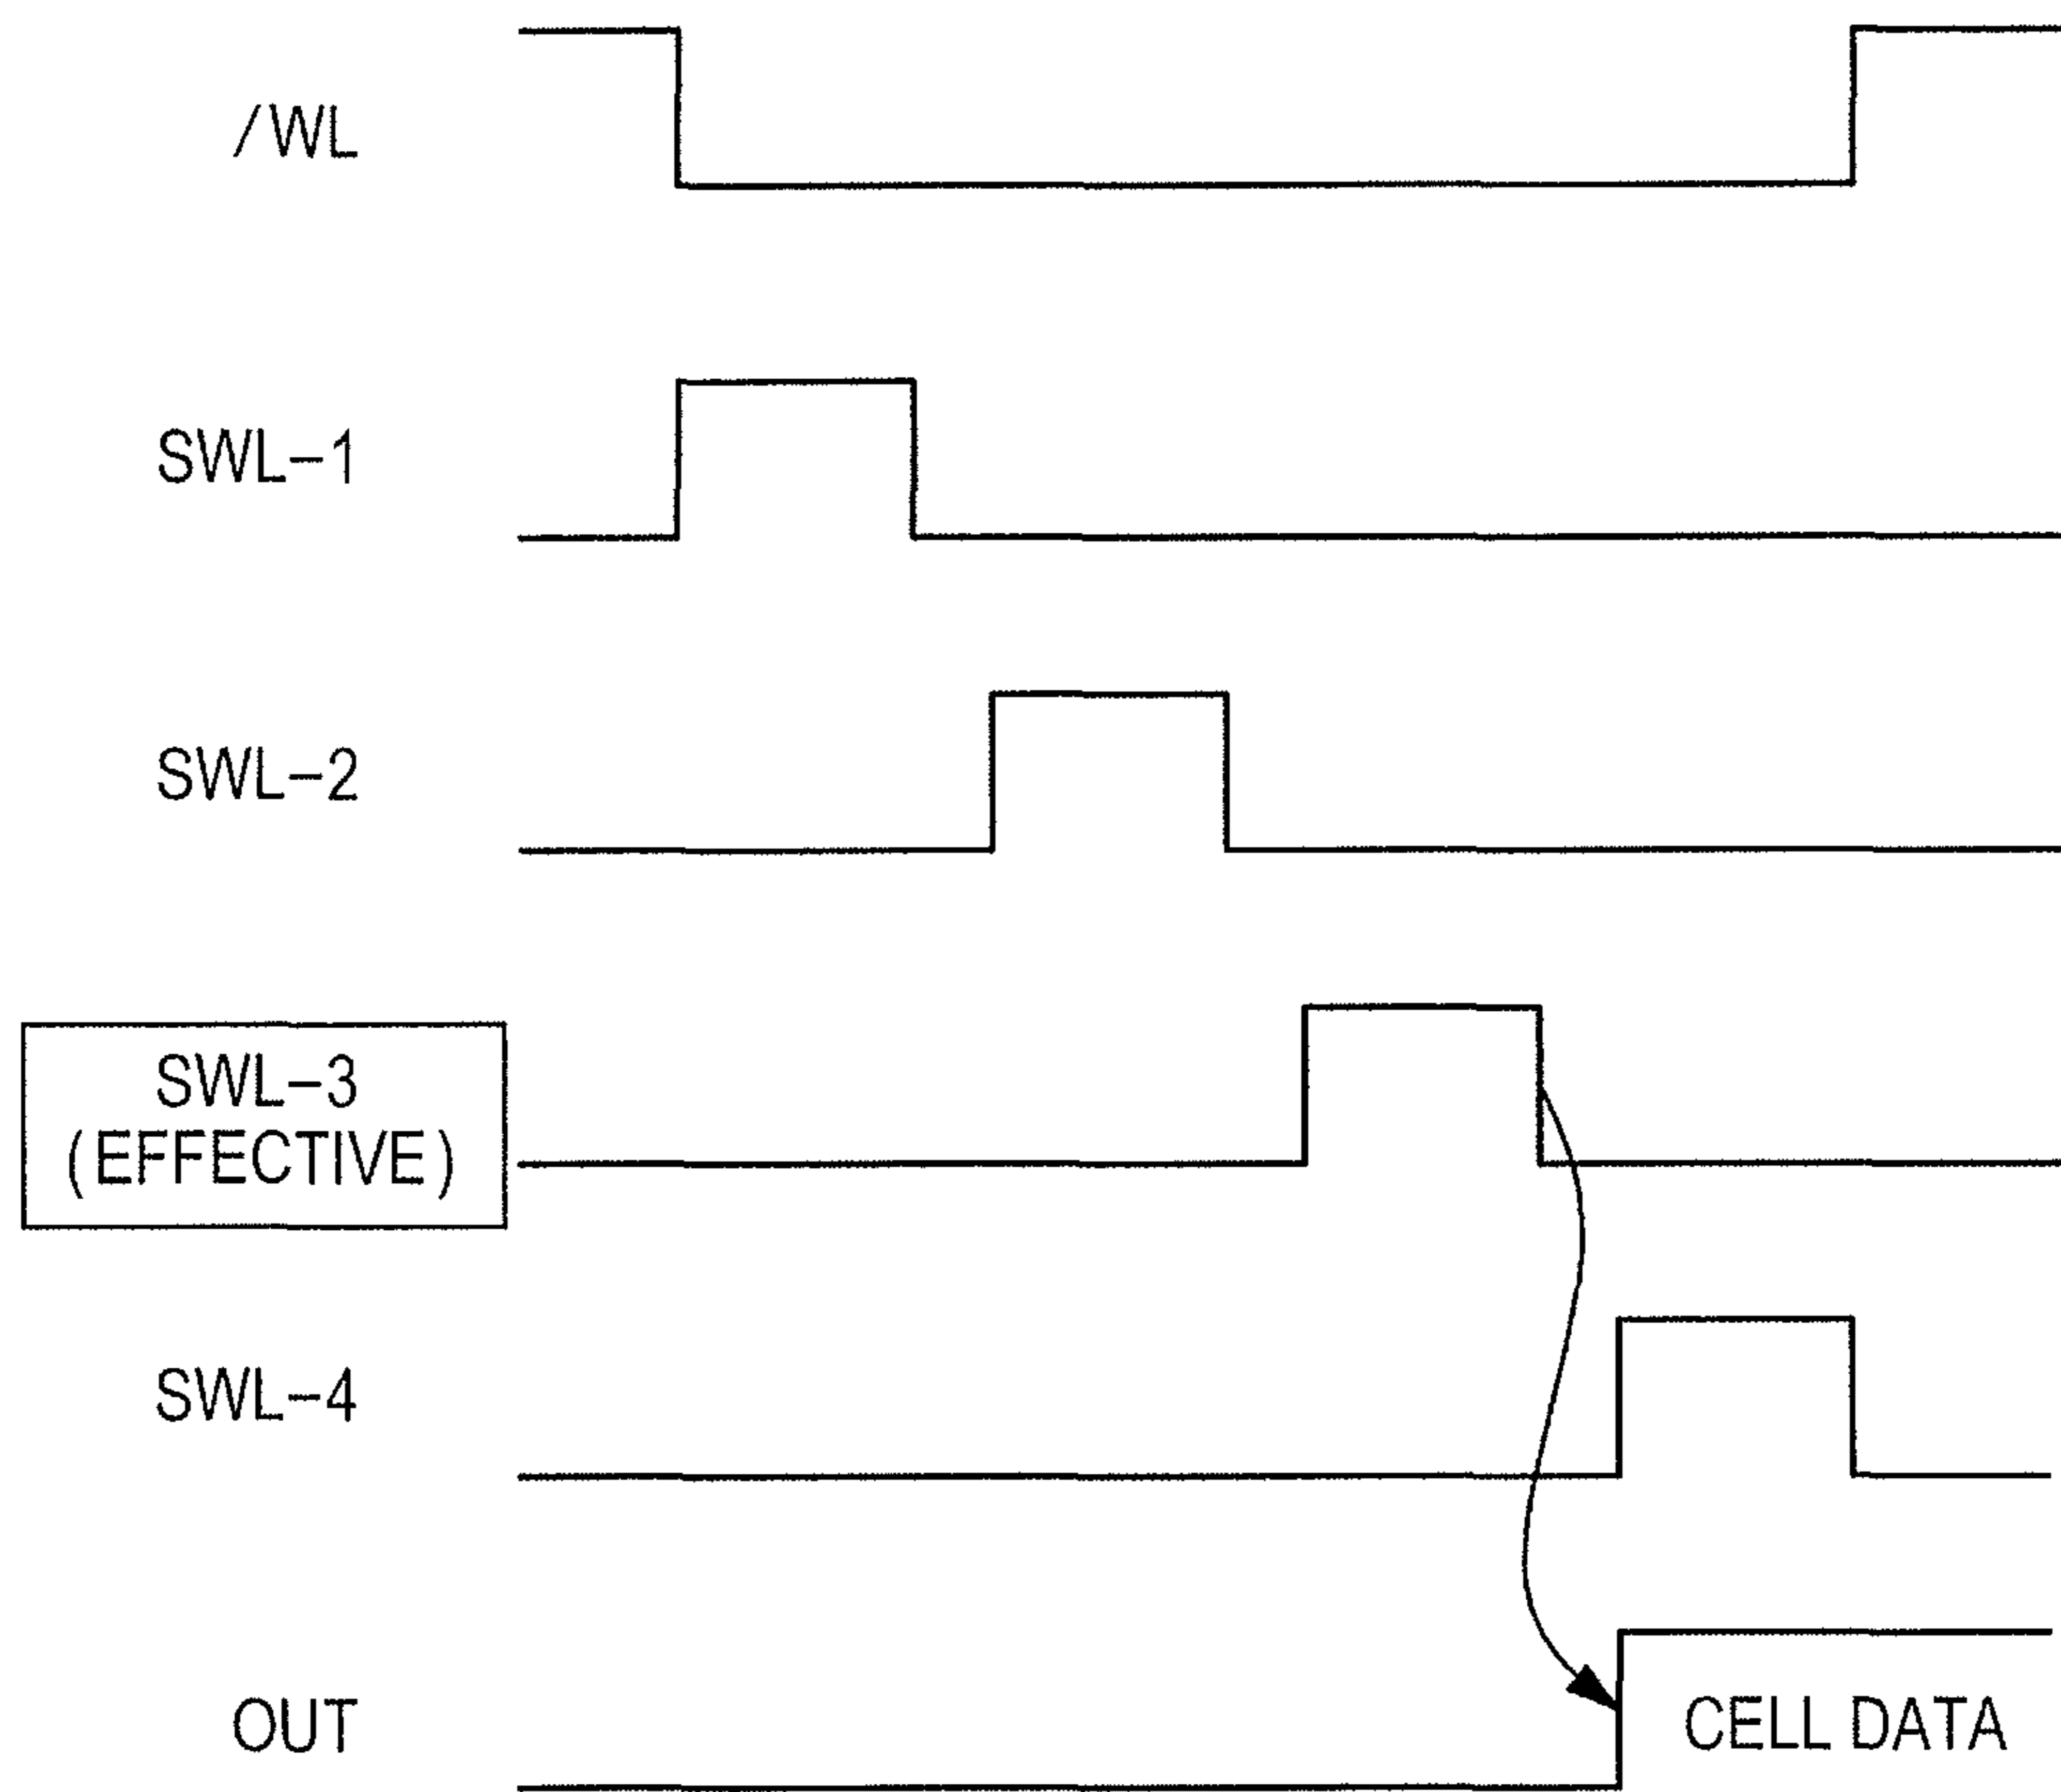 /WL
SWL-1
SWL-2
SWL-3
(EFFECTIVE)
SWL-4
OUT
CELL DATA